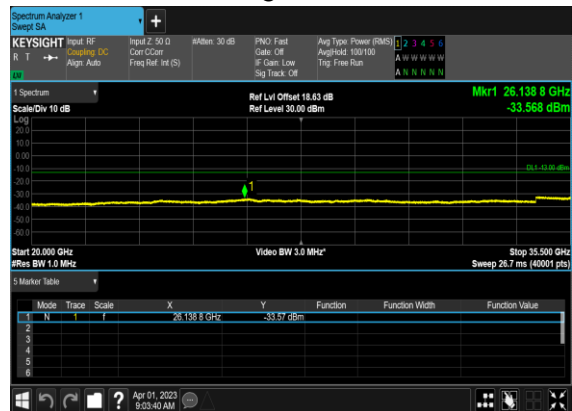 Spectrum Analyzer 1
Swept SA
+
KEYSIGHT Input: RF Input Z: 50 Ω #Atten: 30 dB PNO: Fast Avg Type: Power (RMS) 1 2 3 4 5 6
R T Coupling: DC Corr CCorr Gate: Off Avg|Hold: 100/100 A W W W W W
Align: Auto Freq Ref: Int (S) IF Gain: Low Trig: Free Run
Sig Track: Off A N N N N N
1 Spectrum
Scale/Div 10 dB
Ref Lvl Offset 18.63 dB
Ref Level 30.00 dBm
Mkr1 26.138 8 GHz
-33.568 dBm
Log
20.0
10.0
0.00
-10.0
DL1 -13.00 dBm
-20.0
1
-30.0
-40.0
-50.0
-60.0
Start 20.000 GHz Video BW 3.0 MHz* Stop 35.500 GHz
#Res BW 1.0 MHz Sweep 26.7 ms (40001 pts)
5 Marker Table
Mode Trace Scale X Y Function Function Width Function Value
1 N 1 f 26.138 8 GHz -33.57 dBm
2
3
4
5
6
? Apr 01, 2023
9:03:40 AM